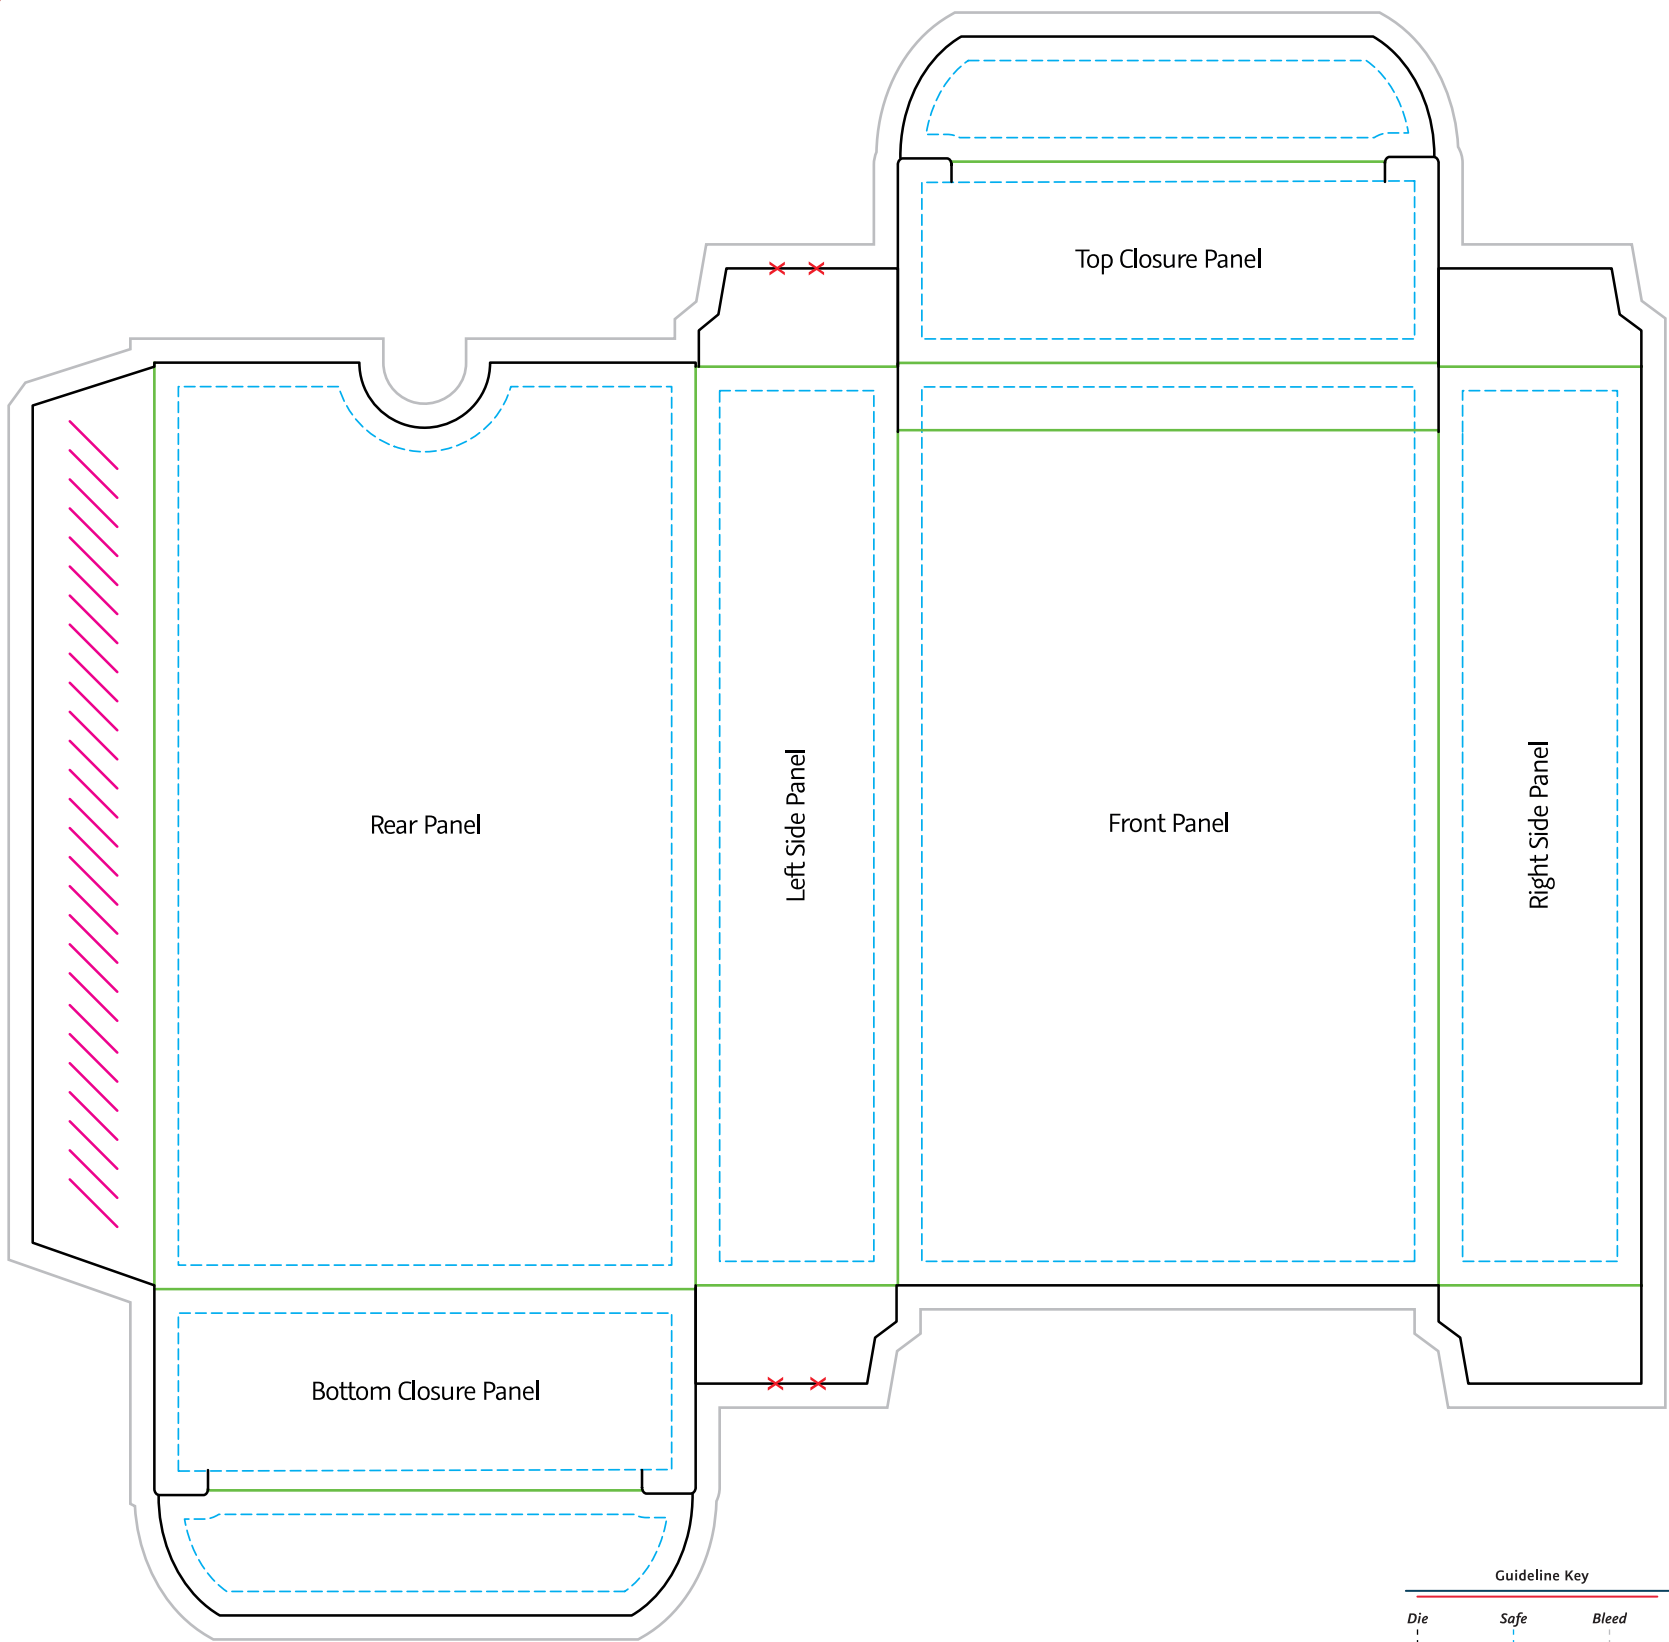 Top Closure Panel
Rear Panel
Left Side Panel
Front Panel
Right Side Panel
Bottom Closure Panel
Guideline Key
Die Safe Bleed